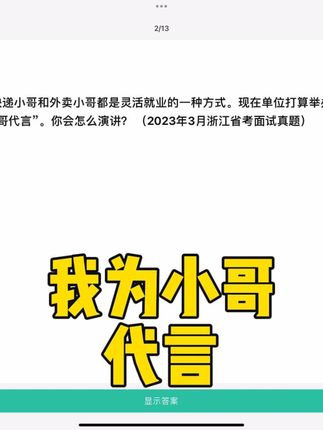 2/13
递小哥和外卖小哥都是灵活就业的一种方式。现在单位打算举
哥代言”。你会怎么演讲？（2023年3月浙江省考面试真题）
我为小哥
代言
显示答案